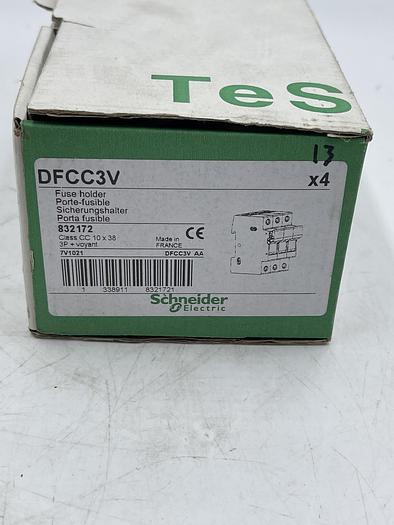 TeS
13
DFCC3V x4
Fuse holder
Porte-fusible
Sicherungshalter
Porta fusible
832172
Class CC 10 x 38
3P + voyant
Made in
FRANCE
CE
7V1021 DFCC3V AA
1 338911 8321721
Schneider
Electric